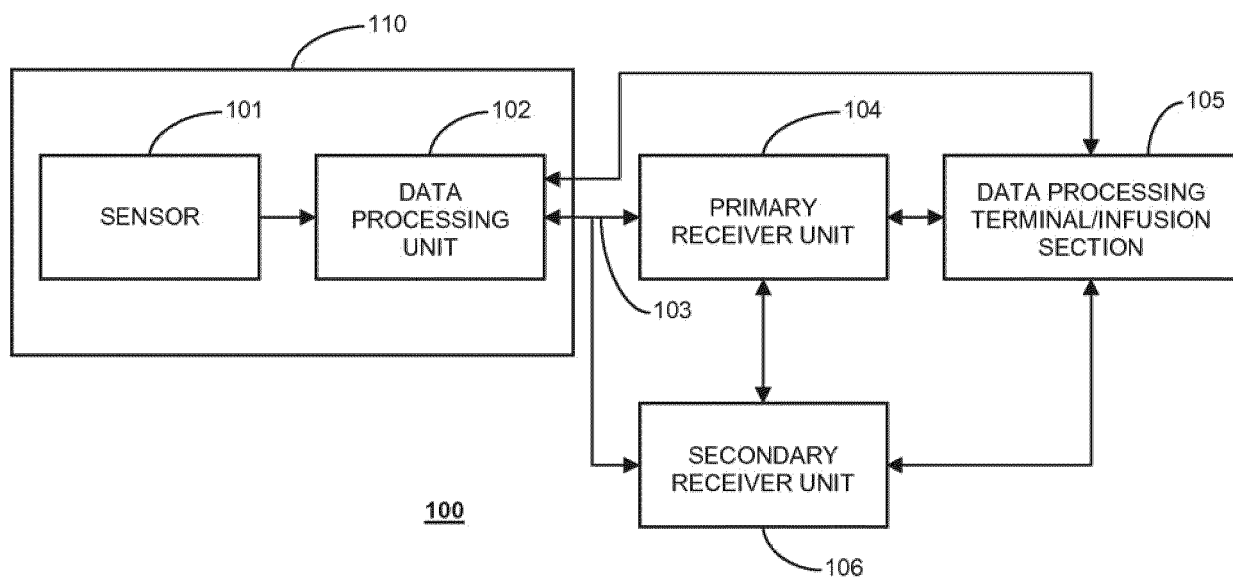 110
101
102
104
105
SENSOR
DATA
PROCESSING
UNIT
PRIMARY
RECEIVER UNIT
DATA PROCESSING
TERMINAL/INFUSION
SECTION
103
SECONDARY
RECEIVER UNIT
100
106